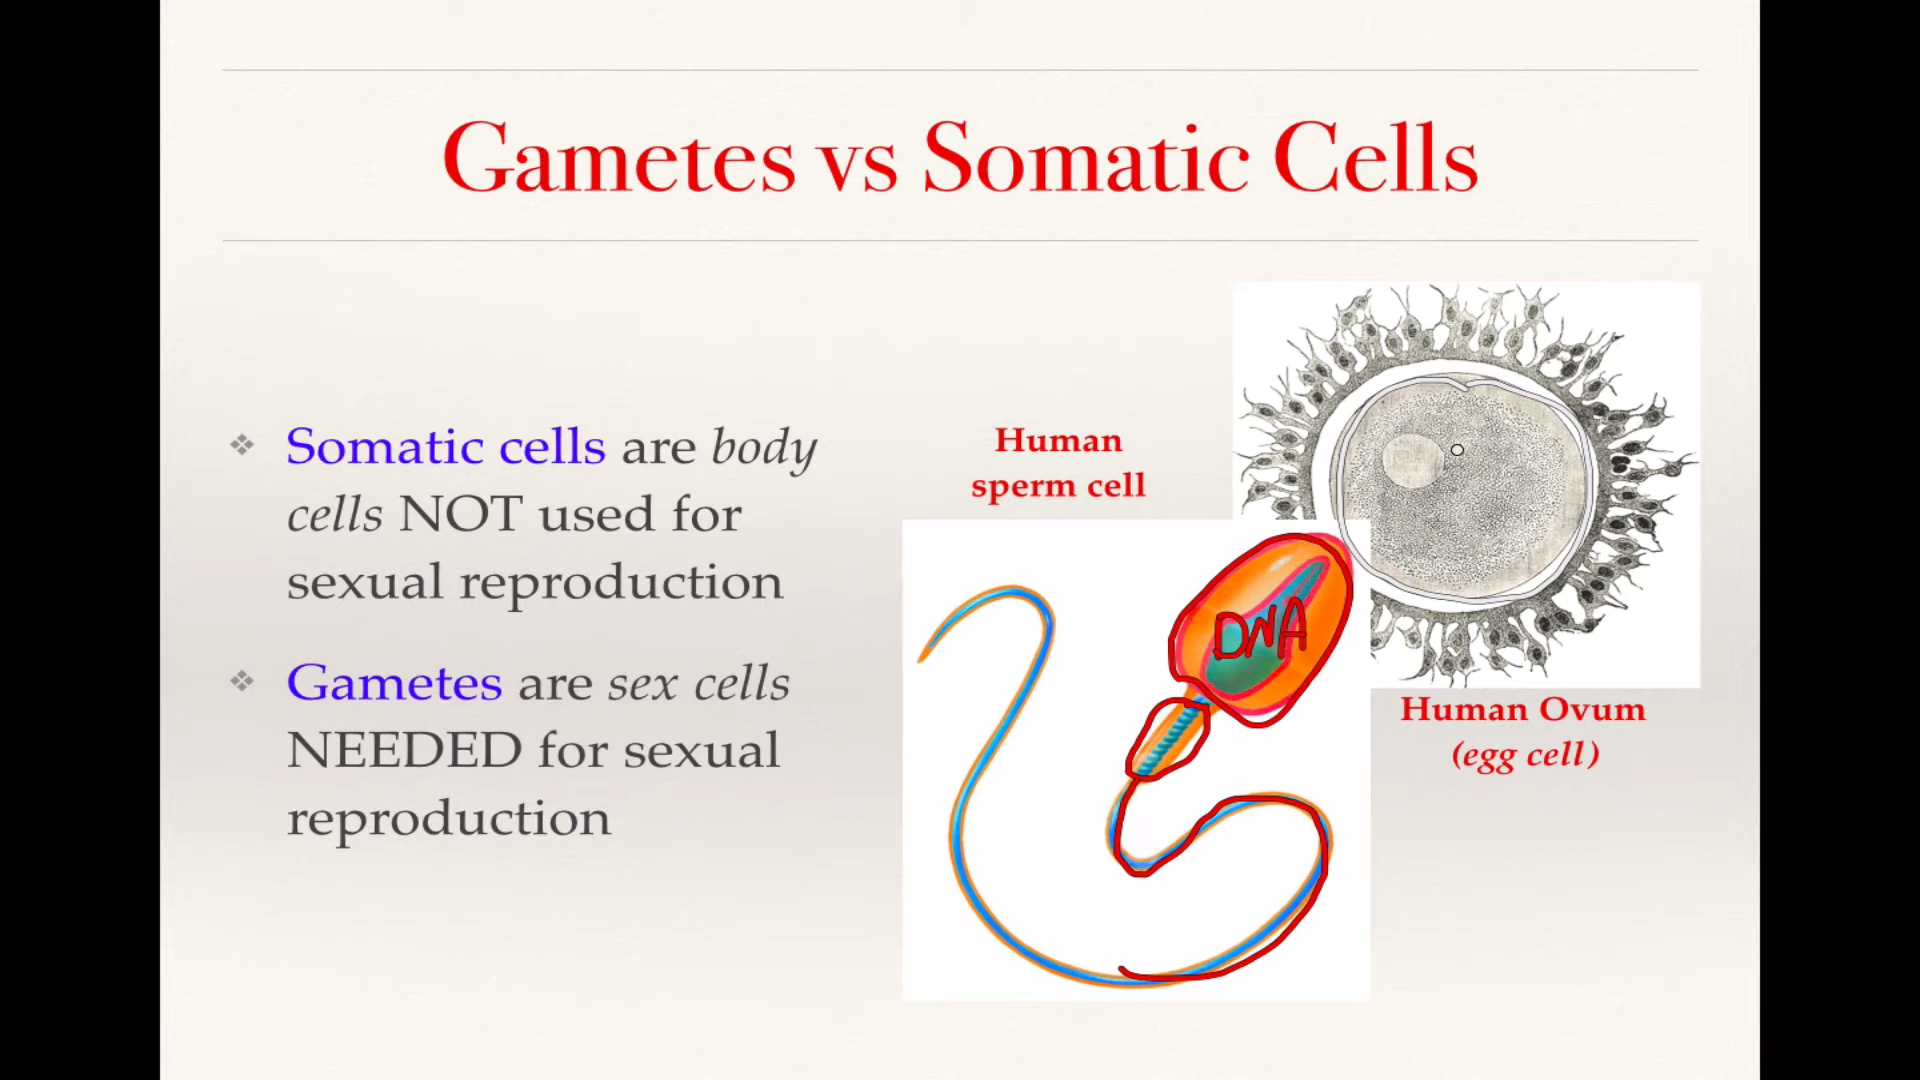 Gametes vs Somatic Cells
❖ Somatic cells are body
cells NOT used for
sexual reproduction
❖ Gametes are sex cells
NEEDED for sexual
reproduction
Human
sperm cell
DNA
Human Ovum
(egg cell)